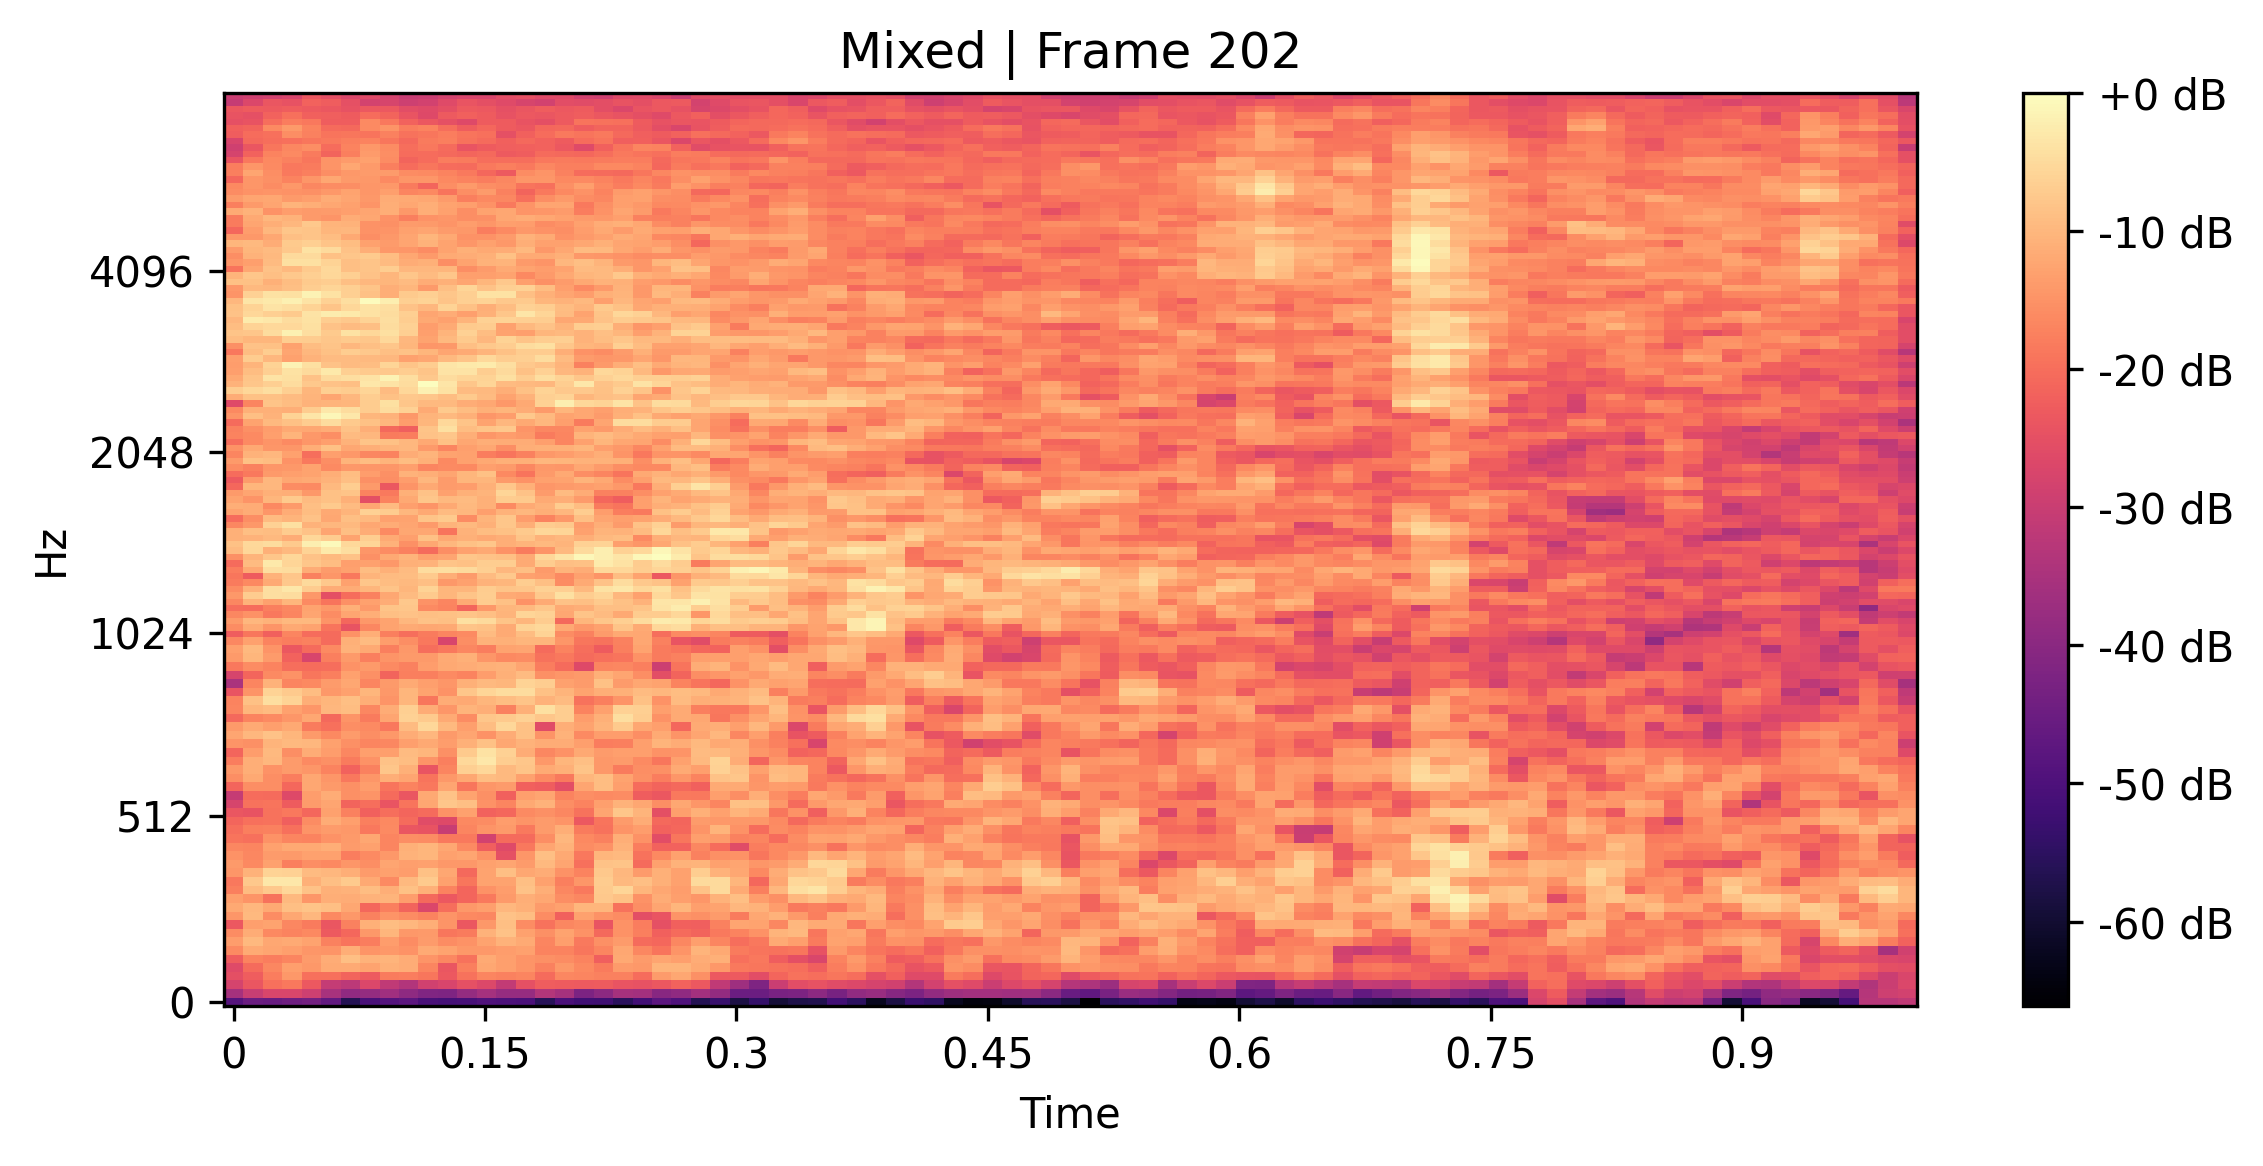 Mixed | Frame 202
+0 dB
-10 dB
-20 dB
-30 dB
-40 dB
-50 dB
-60 dB
Hz
4096
2048
1024
512
0
0 0.15 0.3 0.45 0.6 0.75 0.9
Time